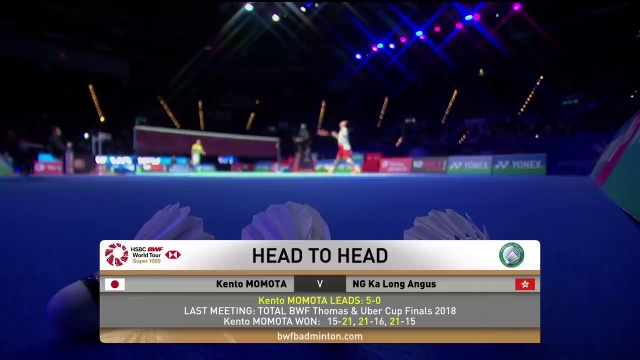 YONEX YONEX
HSBC BWF
World Tour
Super 1000
HEAD TO HEAD
Kento MOMOTA V NG Ka Long Angus
Kento MOMOTA LEADS: 5-0
LAST MEETING: TOTAL BWF Thomas & Uber Cup Finals 2018
Kento MOMOTA WON: 15-21, 21-16, 21-15
bwfbadminton.com